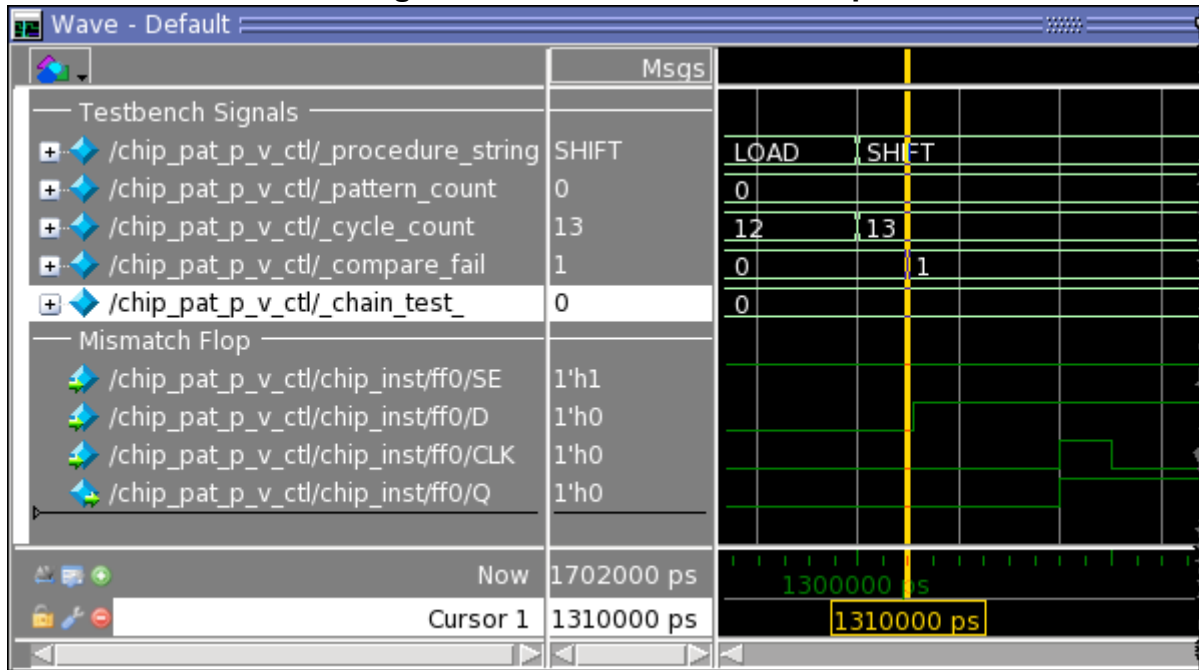 Wave - Default
Msgs
Testbench Signals
/chip_pat_p_v_ctl/_procedure_string SHIFT LOAD SHIFT
/chip_pat_p_v_ctl/_pattern_count 0 0
/chip_pat_p_v_ctl/_cycle_count 13 12 13
/chip_pat_p_v_ctl/_compare_fail 1 0 1
/chip_pat_p_v_ctl/_chain_test_ 0 0
Mismatch Flop
/chip_pat_p_v_ctl/chip_inst/ff0/SE 1'h1
/chip_pat_p_v_ctl/chip_inst/ff0/D 1'h0
/chip_pat_p_v_ctl/chip_inst/ff0/CLK 1'h0
/chip_pat_p_v_ctl/chip_inst/ff0/Q 1'h0
Now 1702000 ps 1300000 ps
Cursor 1 1310000 ps 1310000 ps